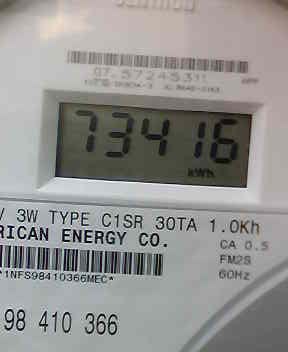 07.5724531
73416
kWh
V 3W TYPE C1SR 30TA 1.0Kh
RICAN ENERGY CO.
CA 0.5
FM2S
60Hz
*1NFS98410366MEC*
98 410 366